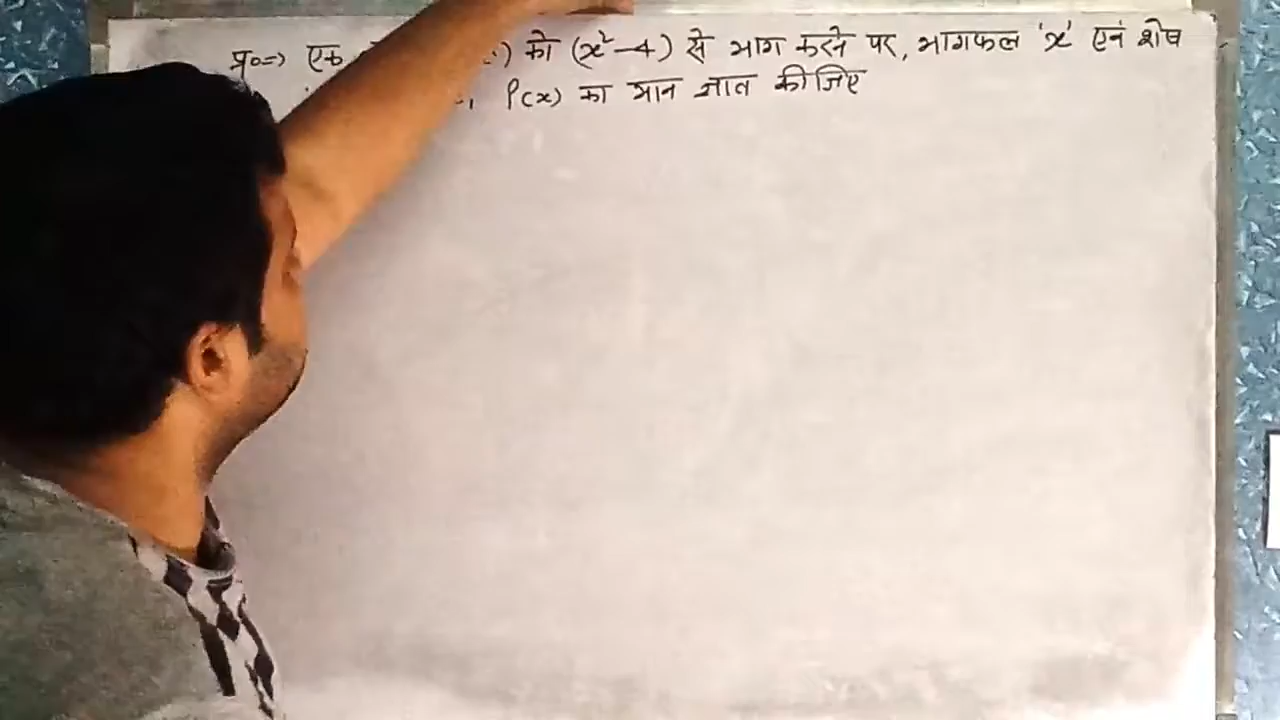 प्र०=> एक को (x²-4) से भाग करने पर, भागफल 'x' एवं शेष
P(x) का मान ज्ञात कीजिए